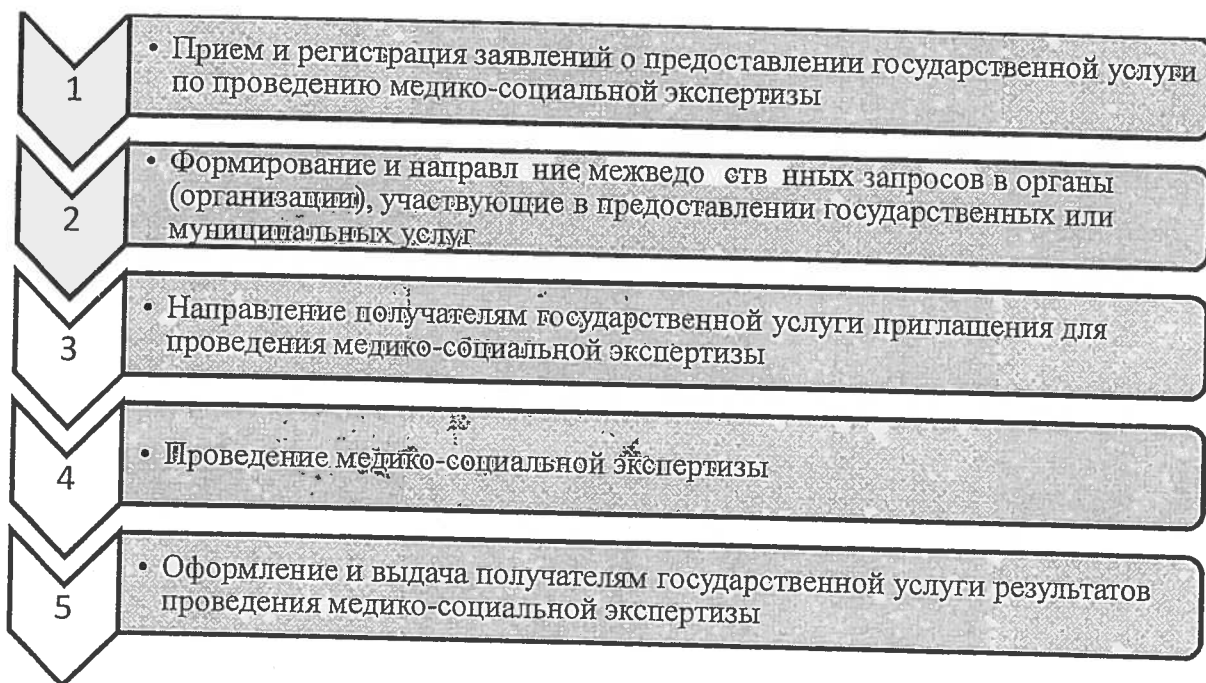 1
• Прием и регистрация заявлений о предоставлении государственной услуги
по проведению медико-социальной экспертизы
2
• Формирование и направл ние межведо ств нных запросов в органы
(организации), участвующие в предоставлении государственных или
муниципальных услуг
3
• Направление получателям государственной услуги приглашения для
проведения медико-социальной экспертизы
4
• Проведение медико-социальной экспертизы
5
• Оформление и выдача получателям государственной услуги результатов
проведения медико-социальной экспертизы